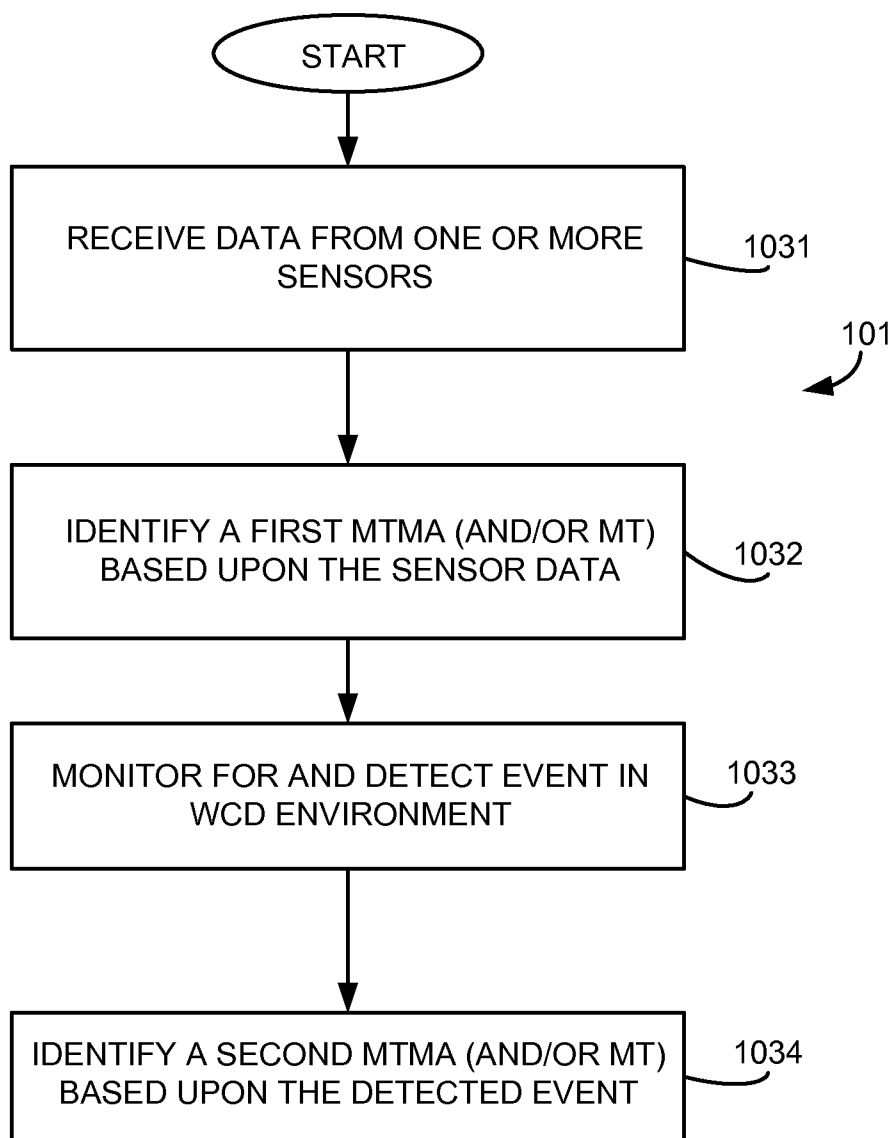 START
RECEIVE DATA FROM ONE OR MORE
SENSORS
1031
101
IDENTIFY A FIRST MTMA (AND/OR MT)
BASED UPON THE SENSOR DATA
1032
MONITOR FOR AND DETECT EVENT IN
WCD ENVIRONMENT
1033
IDENTIFY A SECOND MTMA (AND/OR MT)
BASED UPON THE DETECTED EVENT
1034